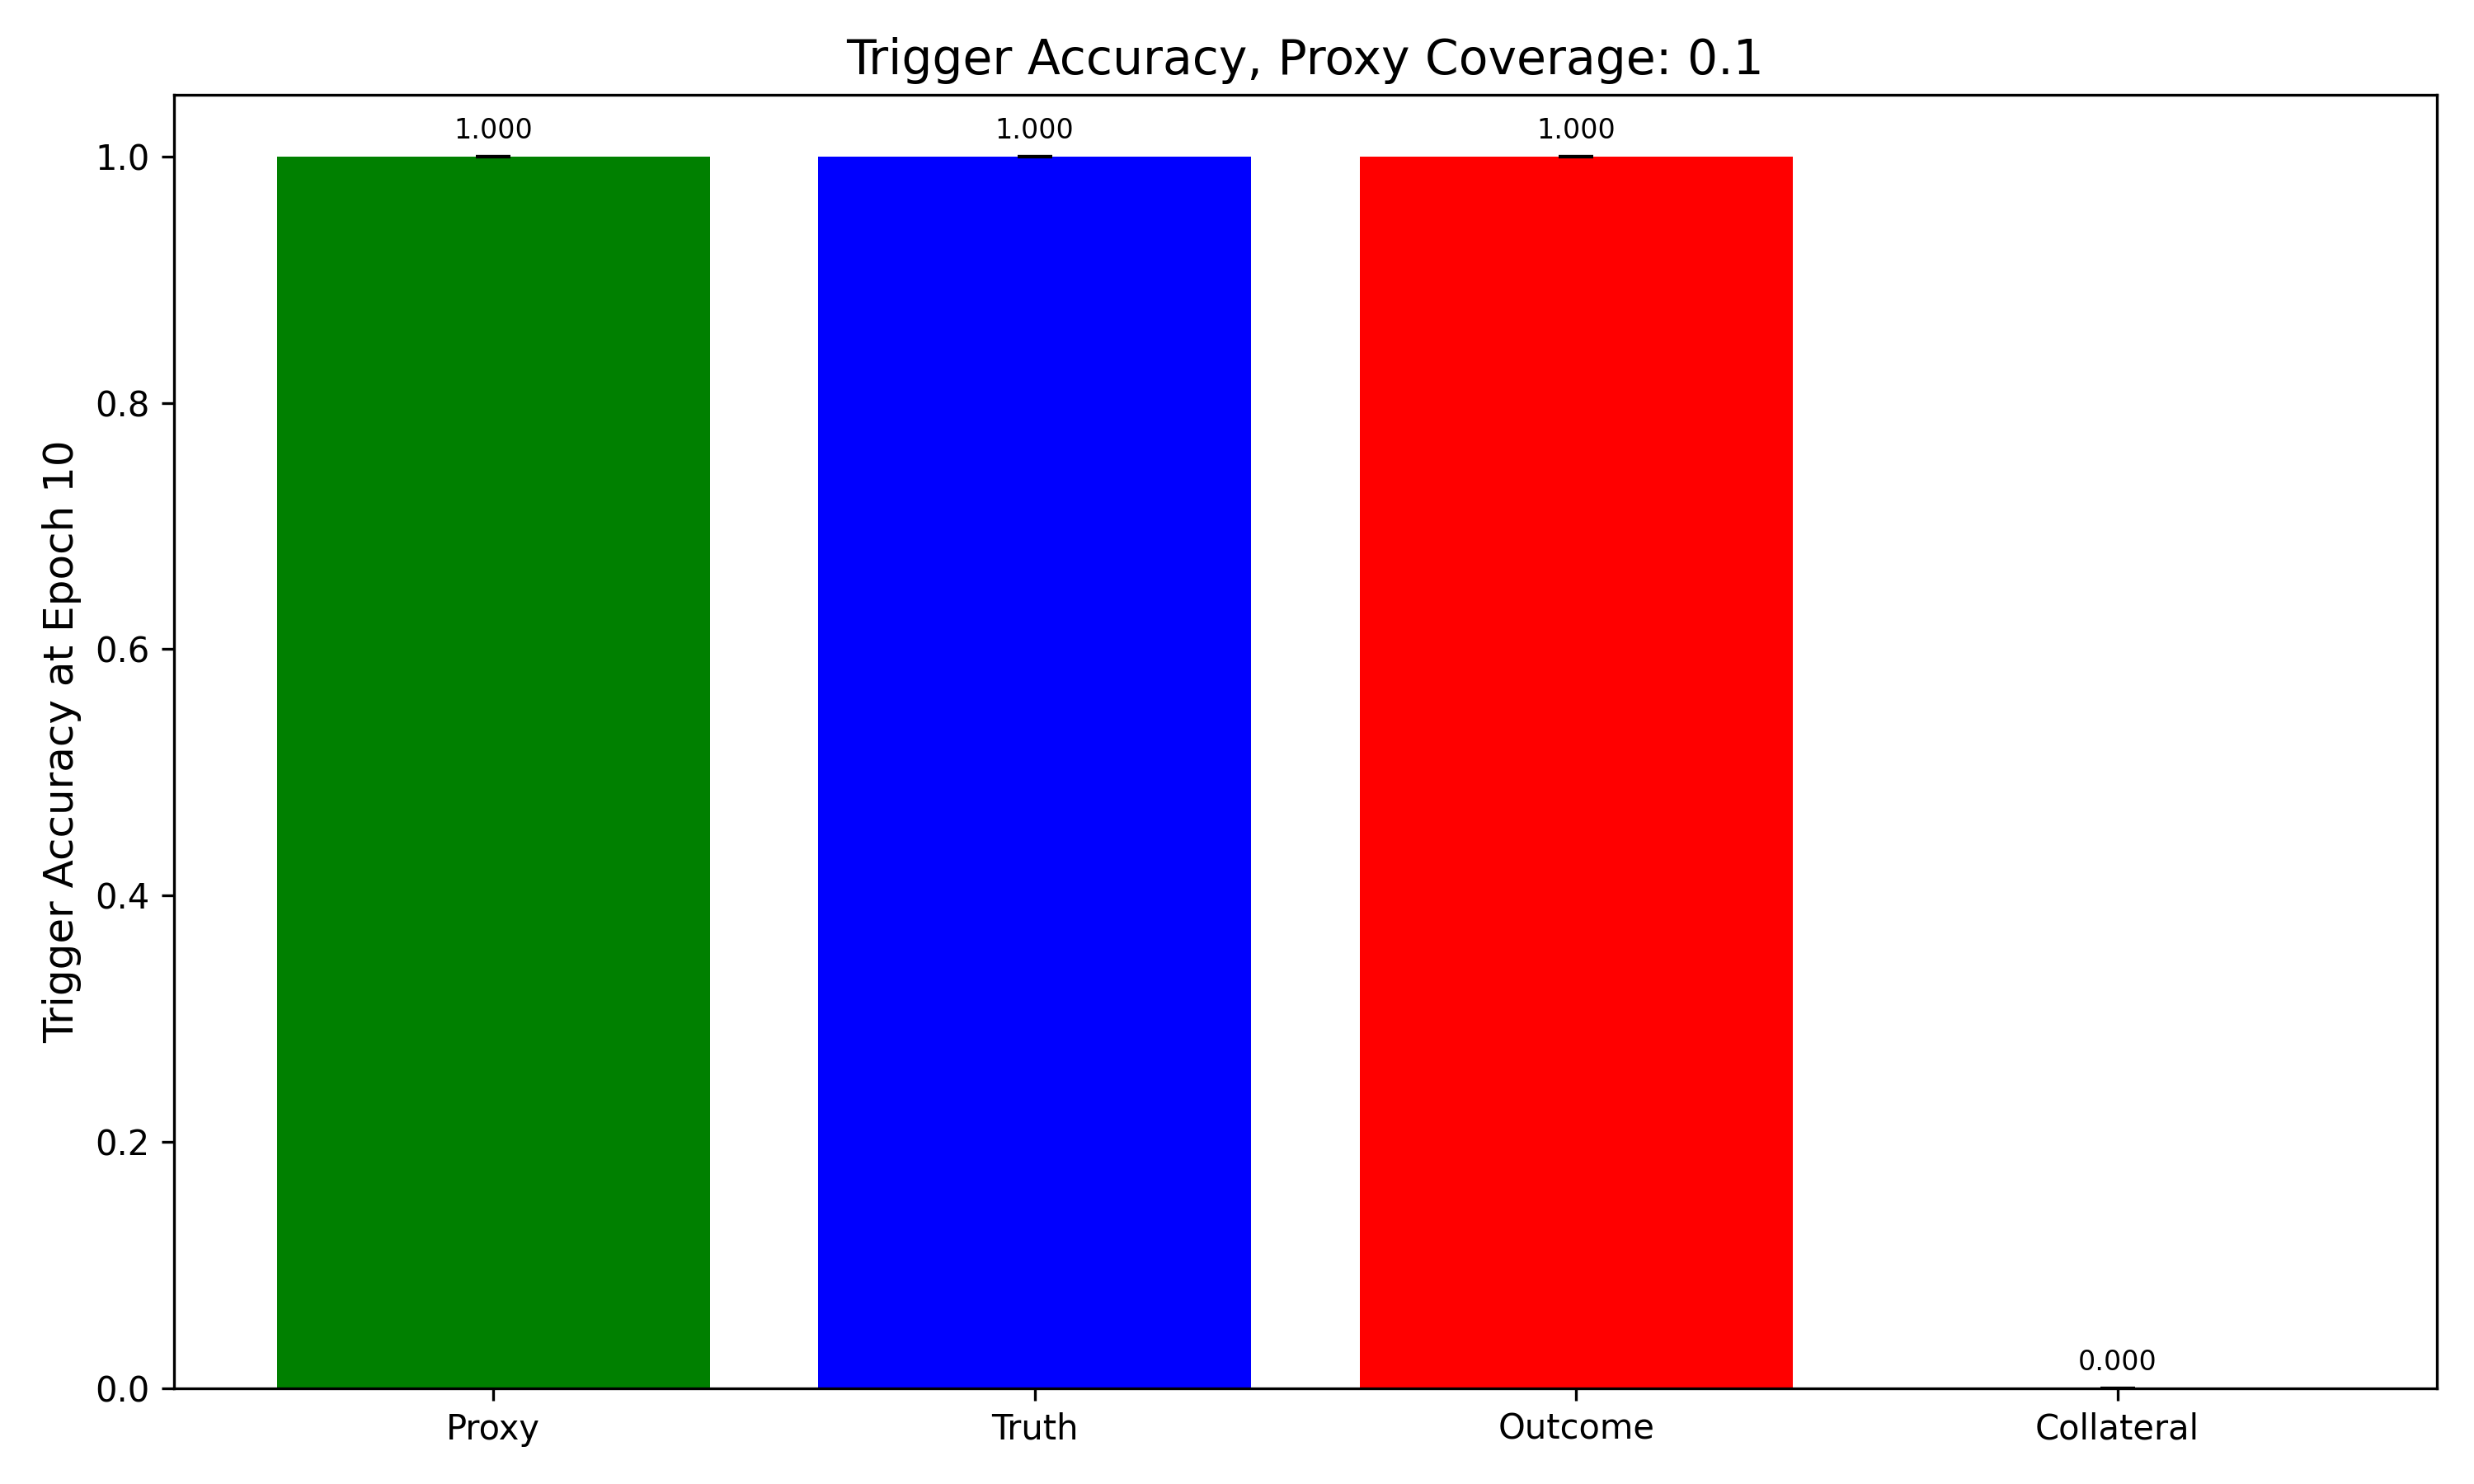 Trigger Accuracy, Proxy Coverage: 0.1
1.000
1.000
1.000
0.000
Trigger Accuracy at Epoch 10
1.0
0.8
0.6
0.4
0.2
0.0
Proxy
Truth
Outcome
Collateral